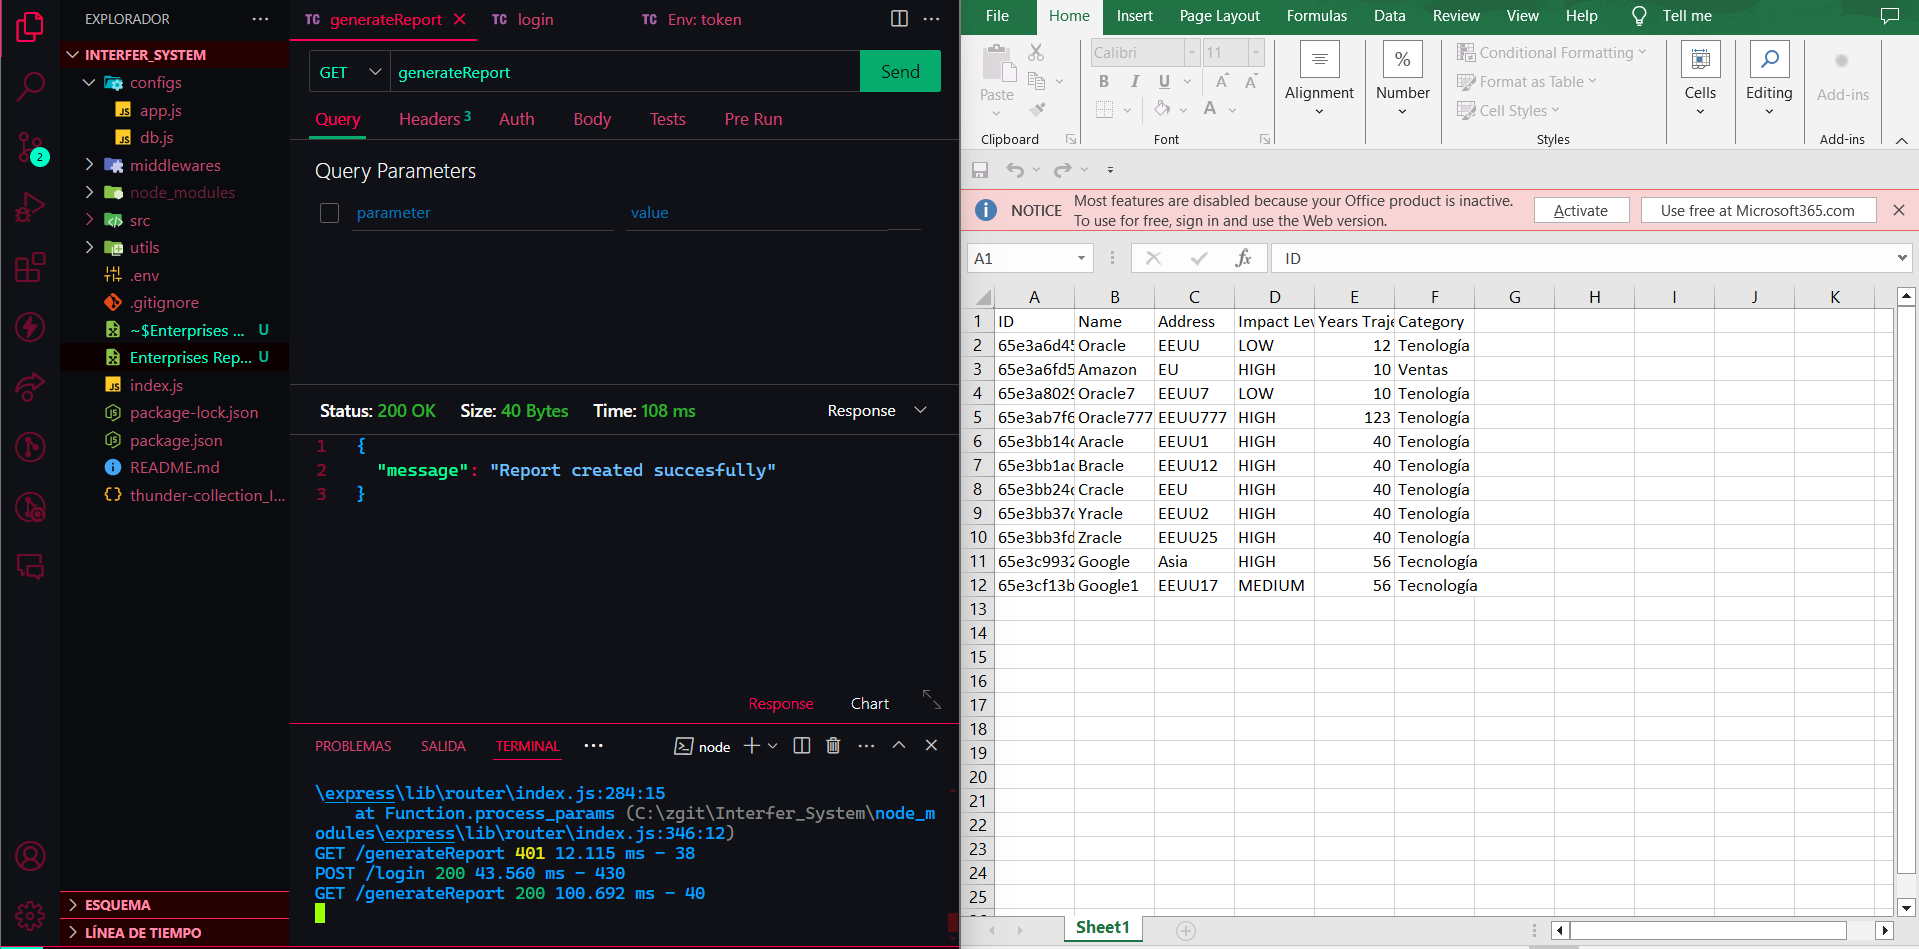 EXPLORADOR
INTERFER_SYSTEM
configs
app.js
db.js
2
middlewares
node_modules
src
utils
.env
.gitignore
~$Enterprises ... U
Enterprises Rep... U
index.js
package-lock.json
package.json
README.md
thunder-collection_I...
ESQUEMA
LÍNEA DE TIEMPO
TC generateReport
TC login
TC Env: token
GET generateReport Send
Query Headers 3 Auth Body Tests Pre Run
Query Parameters
parameter value
Status: 200 OK Size: 40 Bytes Time: 108 ms Response
1 {
2 "message": "Report created succesfully"
3 }
Response Chart
PROBLEMAS SALIDA TERMINAL node
\express\lib\router\index.js:284:15
at Function.process_params (C:\zgit\Interfer_System\node_m
odules\express\lib\router\index.js:346:12)
GET /generateReport 401 12.115 ms - 38
POST /login 200 43.560 ms - 430
GET /generateReport 200 100.692 ms - 40
File Home Insert Page Layout Formulas Data Review View Help Tell me
Paste
Clipboard
Calibri 11
B I U A A
A
Font
Alignment
% Number
Conditional Formatting
Format as Table
Cell Styles
Styles
Cells
Editing
Add-ins
Add-ins
NOTICE Most features are disabled because your Office product is inactive.
To use for free, sign in and use the Web version.
Activate Use free at Microsoft365.com
A1 fx ID
A B C D E F G H I J K
1 ID Name Address Impact Lev Years Traje Category
2 65e3a6d45 Oracle EEUU LOW 12 Tenología
3 65e3a6fd5 Amazon EU HIGH 10 Ventas
4 65e3a8029 Oracle7 EEUU7 LOW 10 Tenología
5 65e3ab7f6 Oracle777 EEUU777 HIGH 123 Tenología
6 65e3bb14c Aracle EEUU1 HIGH 40 Tenología
7 65e3bb1ac Bracle EEUU12 HIGH 40 Tenología
8 65e3bb24c Cracle EEU HIGH 40 Tenología
9 65e3bb37c Yracle EEUU2 HIGH 40 Tenología
10 65e3bb3fd Zracle EEUU25 HIGH 40 Tenología
11 65e3c9932 Google Asia HIGH 56 Tecnología
12 65e3cf13b Google1 EEUU17 MEDIUM 56 Tecnología
13
14
15
16
17
18
19
20
21
22
23
24
25
Sheet1